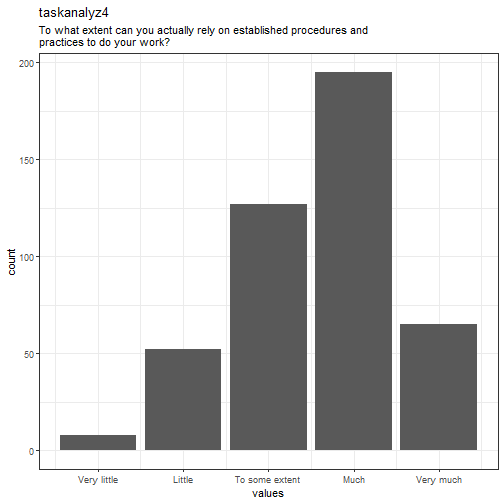 taskanalyz4
To what extent can you actually rely on established procedures and
practices to do your work?
200
150
100
50
0
count
Very little
Little
To some extent
Much
Very much
values